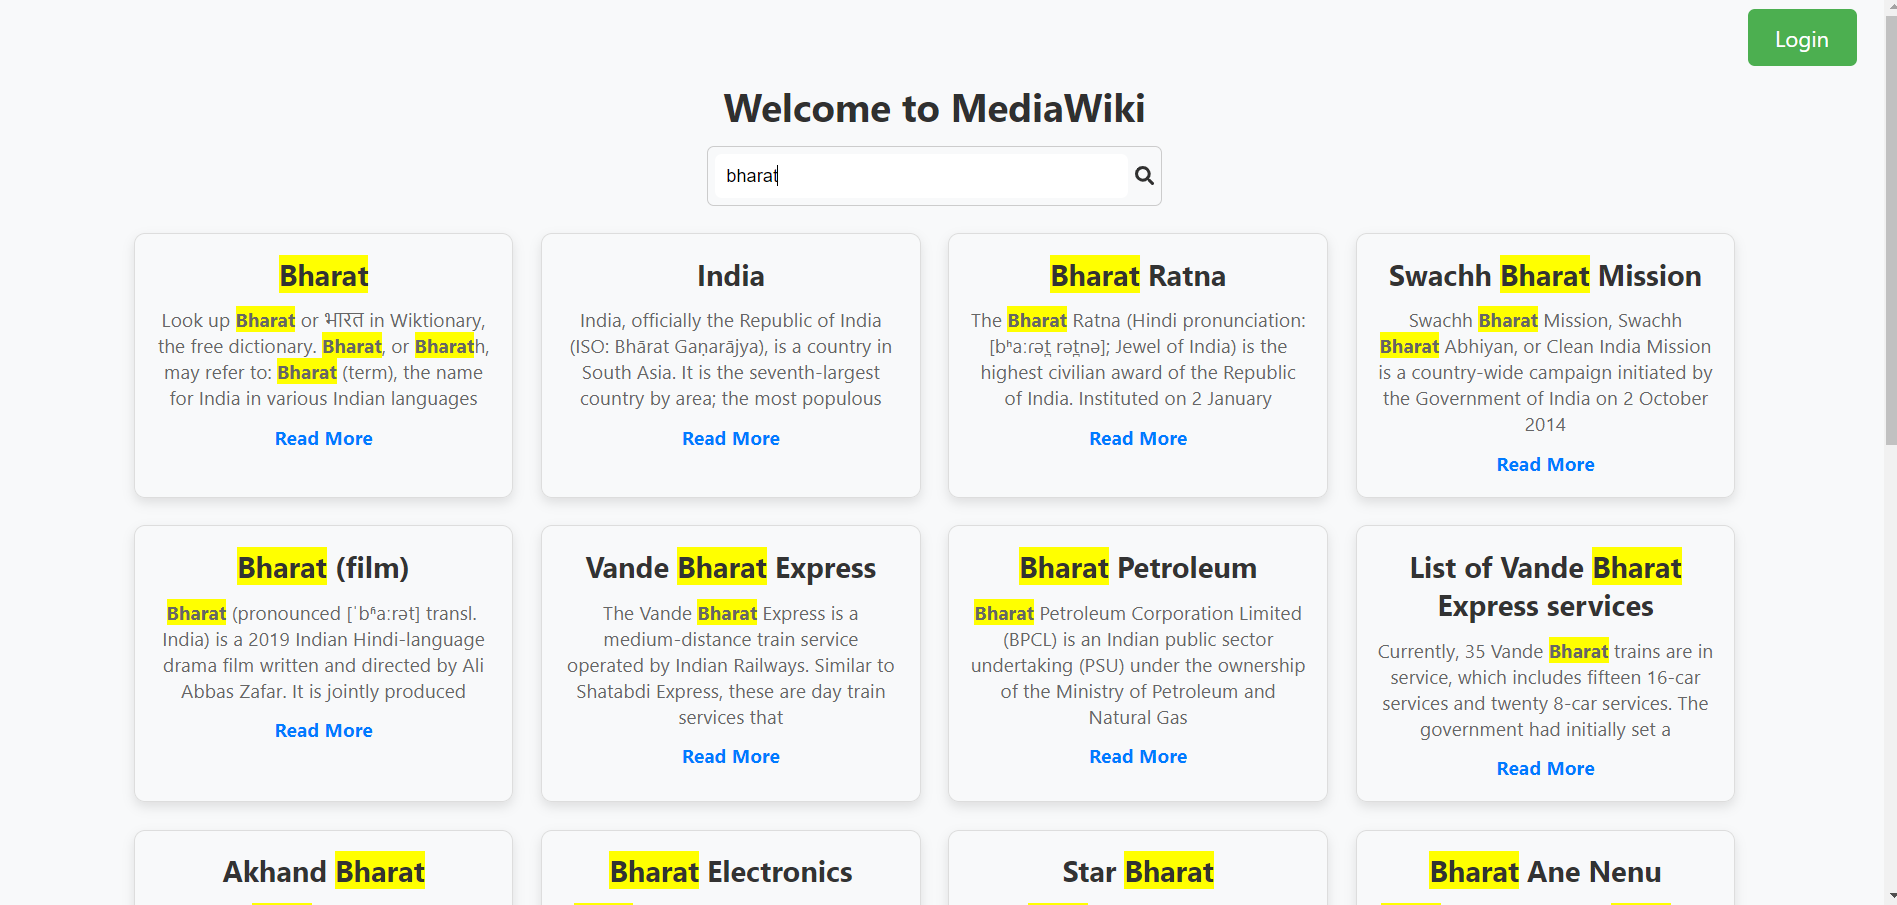 Login
Welcome to MediaWiki
bharat
Bharat
Look up Bharat or भारत in Wiktionary,
the free dictionary. Bharat, or Bharath,
may refer to: Bharat (term), the name
for India in various Indian languages
Read More
India
India, officially the Republic of India
(ISO: Bhārat Gaṇarājya), is a country in
South Asia. It is the seventh-largest
country by area; the most populous
Read More
Bharat Ratna
The Bharat Ratna (Hindi pronunciation:
[bʱaːɾət̪ rət̪nə]; Jewel of India) is the
highest civilian award of the Republic
of India. Instituted on 2 January
Read More
Swachh Bharat Mission
Swachh Bharat Mission, Swachh
Bharat Abhiyan, or Clean India Mission
is a country-wide campaign initiated by
the Government of India on 2 October
2014
Read More
Bharat (film)
Bharat (pronounced [ˈbʱaːrət] transl.
India) is a 2019 Indian Hindi-language
drama film written and directed by Ali
Abbas Zafar. It is jointly produced
Read More
Vande Bharat Express
The Vande Bharat Express is a
medium-distance train service
operated by Indian Railways. Similar to
Shatabdi Express, these are day train
services that
Read More
Bharat Petroleum
Bharat Petroleum Corporation Limited
(BPCL) is an Indian public sector
undertaking (PSU) under the ownership
of the Ministry of Petroleum and
Natural Gas
Read More
List of Vande Bharat
Express services
Currently, 35 Vande Bharat trains are in
service, which includes fifteen 16-car
services and twenty 8-car services. The
government had initially set a
Read More
Akhand Bharat
Bharat Electronics
Star Bharat
Bharat Ane Nenu